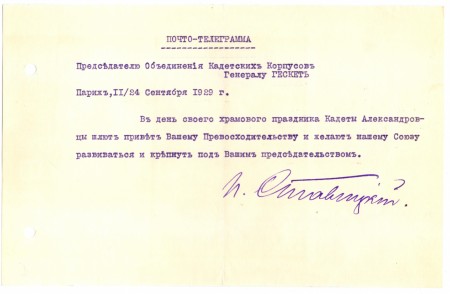 ПОЧТО-ТЕЛЕГРАММА
Предсѣдателю Объединенія Кадетскихъ Корпусовъ
Генералу ГЕСКЕТЪ
Парижъ, II/24 Сентября 1929 г.
Въ день своего храмового праздника Кадеты Александров-
цы шлютъ привѣтъ Вашему Превосходительству и желаютъ нашему Союзу
развиваться и крѣпнуть подъ Вашимъ предсѣдательствомъ.